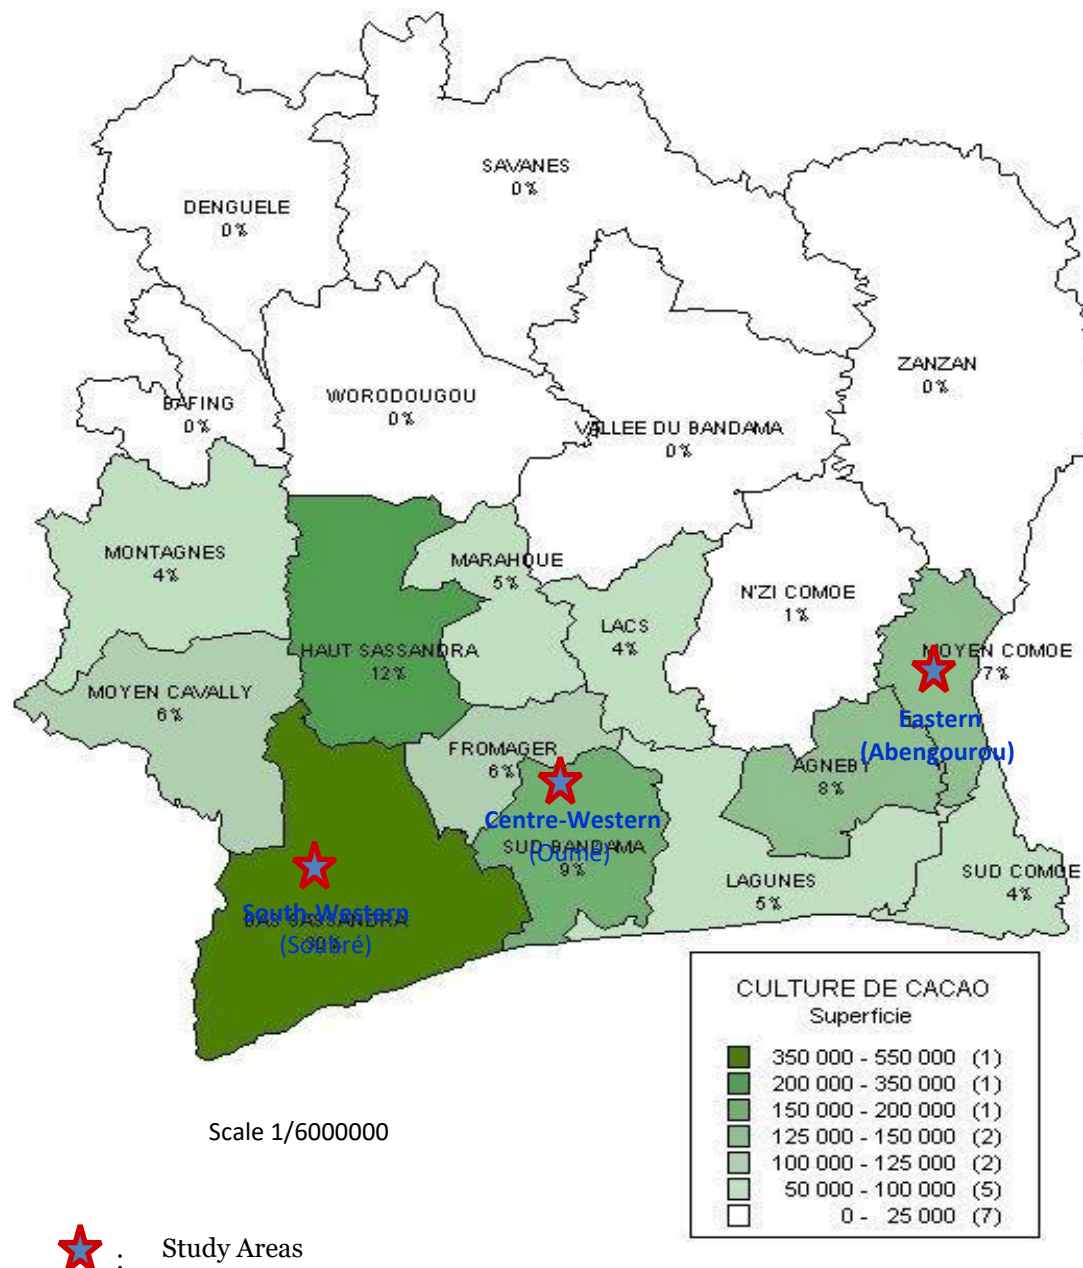 SAVANES
0%
DENGUELE
0%
ZANZAN
0%
WORODOUGOU
0%
BAFING
0%
VALLEE DU BANDAMA
0%
MONTAGNES
4%
MARAHOUE
5%
N'ZI COMOE
1%
LACS
4%
HAUT SASSANDRA
12%
MOYEN COMOE
7%
MOYEN CAVALLY
6%
Eastern
(Abengourou)
FROMAGER
6%
AGNEBY
8%
Centre-Western
(Oumé)
SUD BANDAMA
9%
LAGUNES
5%
SUD COMOE
4%
South-Western
(Soubré)
BAS SASSANDRA
CULTURE DE CACAO
Superficie
350 000 - 550 000 (1)
200 000 - 350 000 (1)
150 000 - 200 000 (1)
125 000 - 150 000 (2)
100 000 - 125 000 (2)
50 000 - 100 000 (5)
0 - 25 000 (7)
Scale 1/6000000
: Study Areas